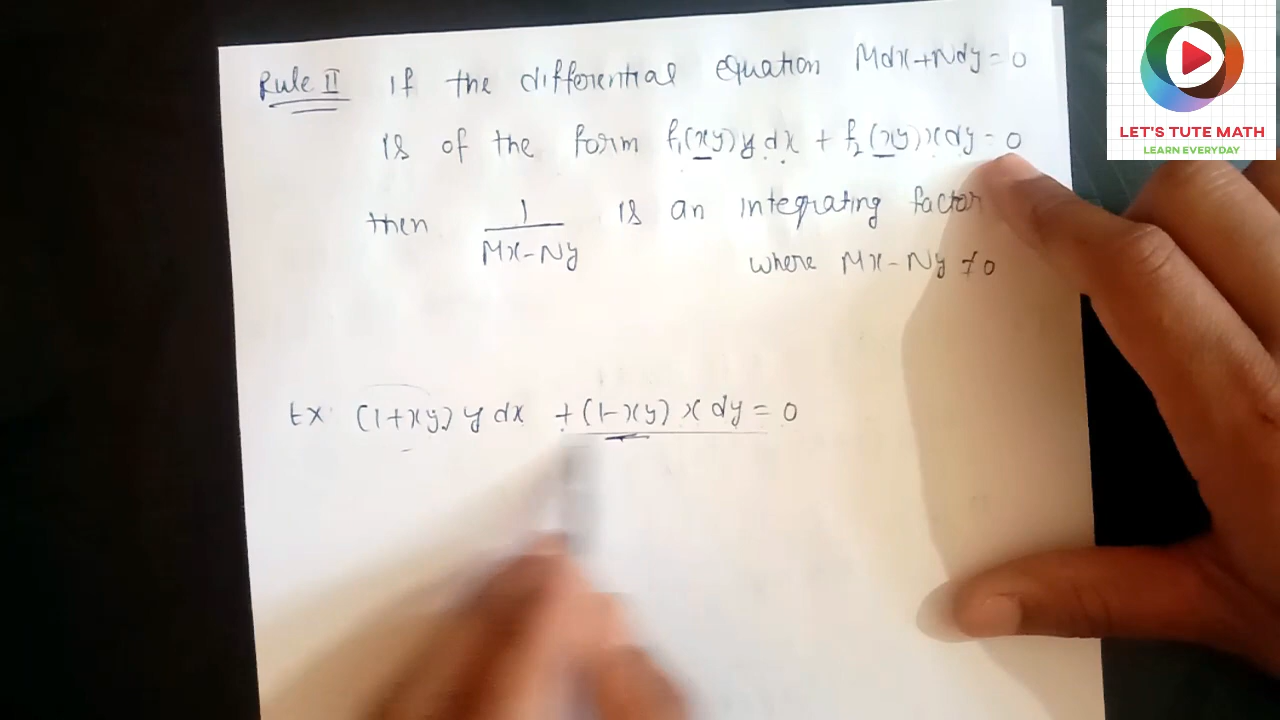 Rule II If the differential equation Mdx+Ndy=0
is of the form f₁(xy)y dx + f₂(xy)x dy = 0
then 1/(Mx-Ny) is an integrating factor
where Mx-Ny ≠ 0
Ex. (1+xy) y dx + (1-xy) x dy = 0
LET'S TUTE MATH
LEARN EVERYDAY